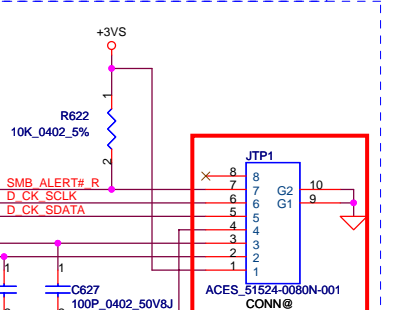 +3VS
1
R622
10K_0402_5%
2
JTP1
SMB_ALERT#_R
D_CK_SCLK
D_CK_SDATA
8 8
7 7 G2 10
6 6 G1 9
5 5
4 4
3 3
2 2
1 1
1 1
C627
100P_0402_50V8J
ACES_51524-0080N-001
CONN@